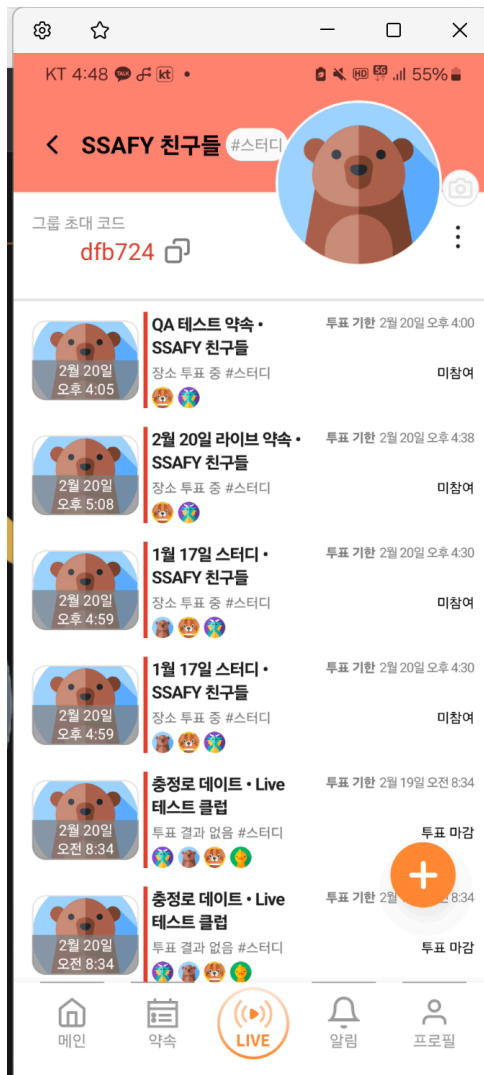 KT 4:48 TALK kt • HD 5G 55%
SSAFY 친구들 #스터디
그룹 초대 코드
dfb724
QA 테스트 약속 • 투표 기한 2월 20일 오후 4:00
SSAFY 친구들
2월 20일 장소 투표 중 #스터디 미참여
오후 4:05
2월 20일 라이브 약속 • 투표 기한 2월 20일 오후 4:38
SSAFY 친구들
2월 20일 장소 투표 중 #스터디 미참여
오후 5:08
1월 17일 스터디 • 투표 기한 2월 20일 오후 4:30
SSAFY 친구들
2월 20일 장소 투표 중 #스터디 미참여
오후 4:59
1월 17일 스터디 • 투표 기한 2월 20일 오후 4:30
SSAFY 친구들
2월 20일 장소 투표 중 #스터디 미참여
오후 4:59
충정로 데이트 • Live 투표 기한 2월 19일 오전 8:34
테스트 클럽
2월 20일 투표 결과 없음 #스터디 투표 마감
오전 8:34
충정로 데이트 • Live 투표 기한 2월 8:34
테스트 클럽
2월 20일 투표 결과 없음 #스터디 투표 마감
오전 8:34
메인 약속 LIVE 알림 프로필